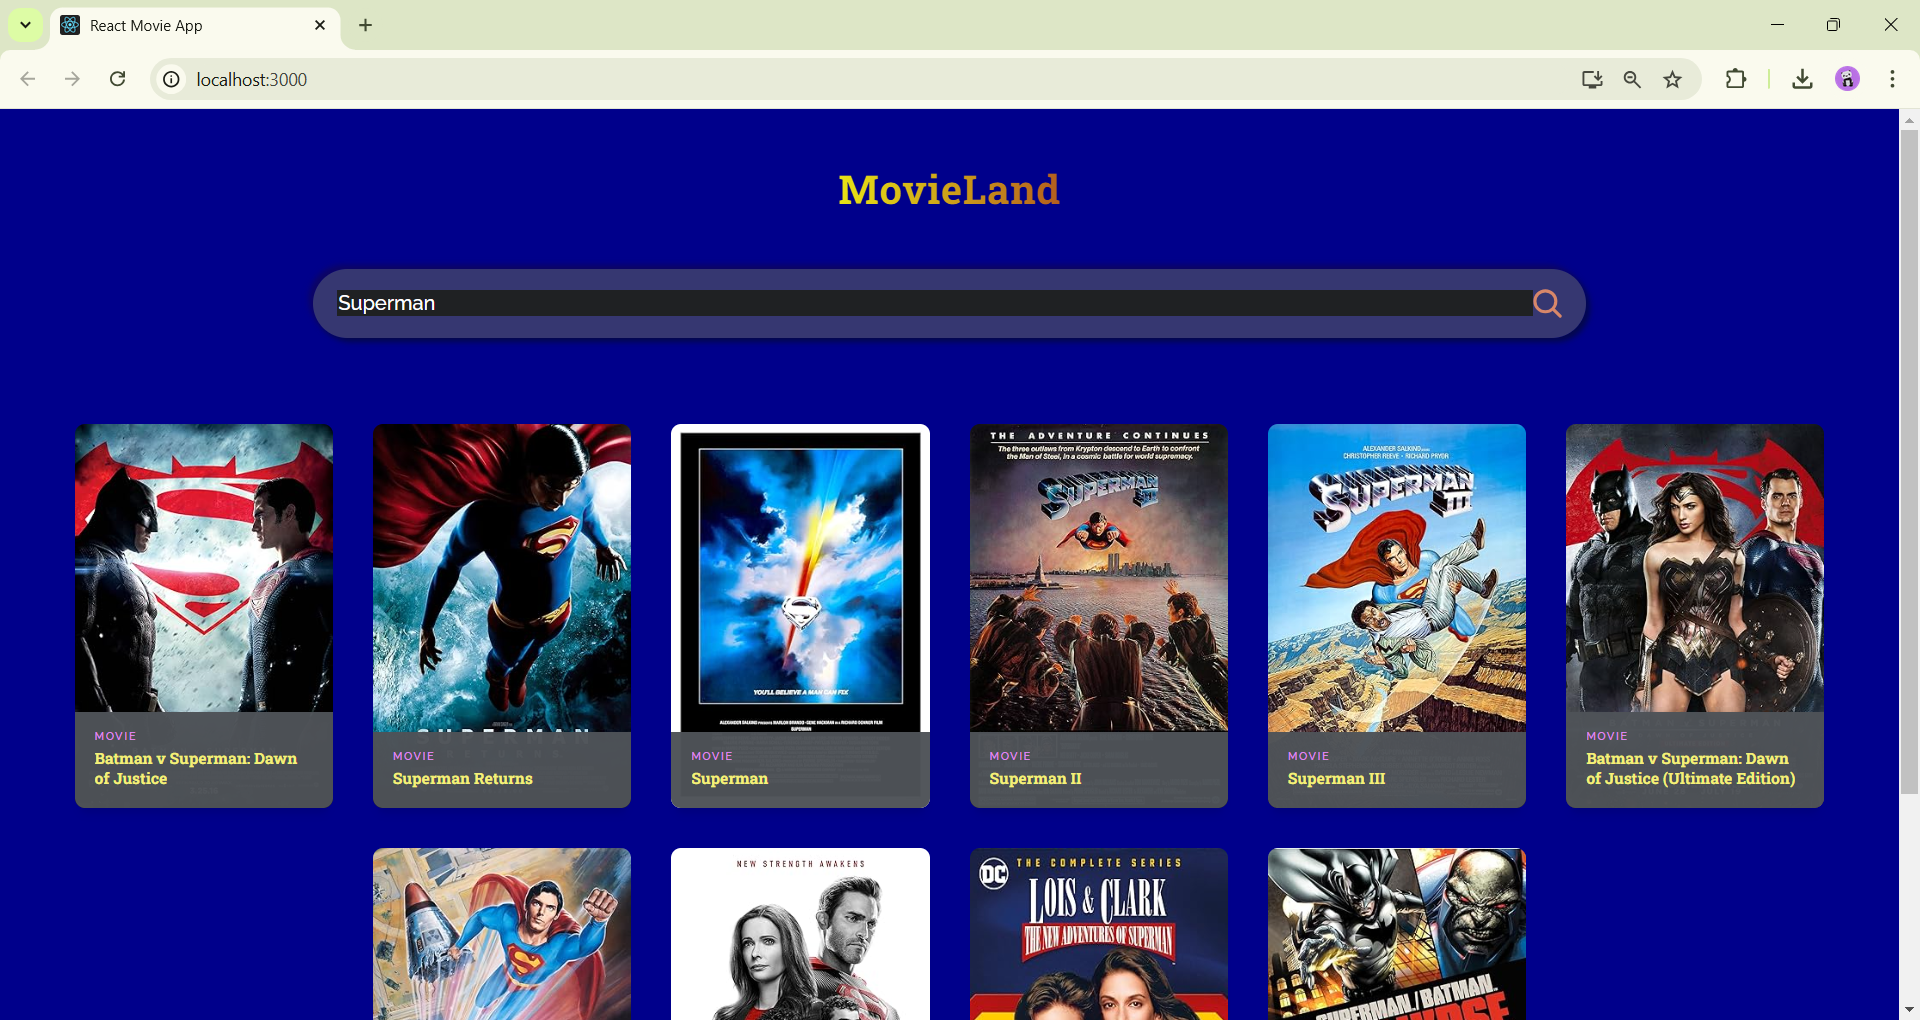 React Movie App
localhost:3000
MovieLand
Superman
MOVIE
Batman v Superman: Dawn
of Justice
SUPERMAN
MOVIE
Superman Returns
YOU'LL BELIEVE A MAN CAN FLY
SUPERMAN
MOVIE
Superman
THE ADVENTURE CONTINUES
The three outlaws from Krypton descend to Earth to confront
the Man of Steel, in a cosmic battle for world supremacy.
SUPERMAN II
MOVIE
Superman II
CHRISTOPHER REEVE - RICHARD PRYOR
SUPERMAN III
MOVIE
Superman III
MOVIE
Batman v Superman: Dawn
of Justice (Ultimate Edition)
NEW STRENGTH AWAKENS
DC
THE COMPLETE SERIES
LOIS & CLARK
THE NEW ADVENTURES OF SUPERMAN
SUPERMAN/BATMAN: